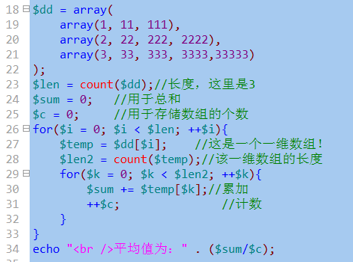 18 $dd = array(
19 array(1, 11, 111),
20 array(2, 22, 222, 2222),
21 array(3, 33, 333, 3333,33333)
22 );
23 $len = count($dd);//长度，这里是3
24 $sum = 0; //用于总和
25 $c = 0; //用于存储数组的个数
26 for($i = 0; $i < $len; ++$i){
27 $temp = $dd[$i]; //这是一个一维数组！
28 $len2 = count($temp);//该一维数组的长度
29 for($k = 0; $k < $len2; ++$k){
30 $sum += $temp[$k];//累加
31 ++$c; //计数
32 }
33 }
34 echo "<br />平均值为：" . ($sum/$c);